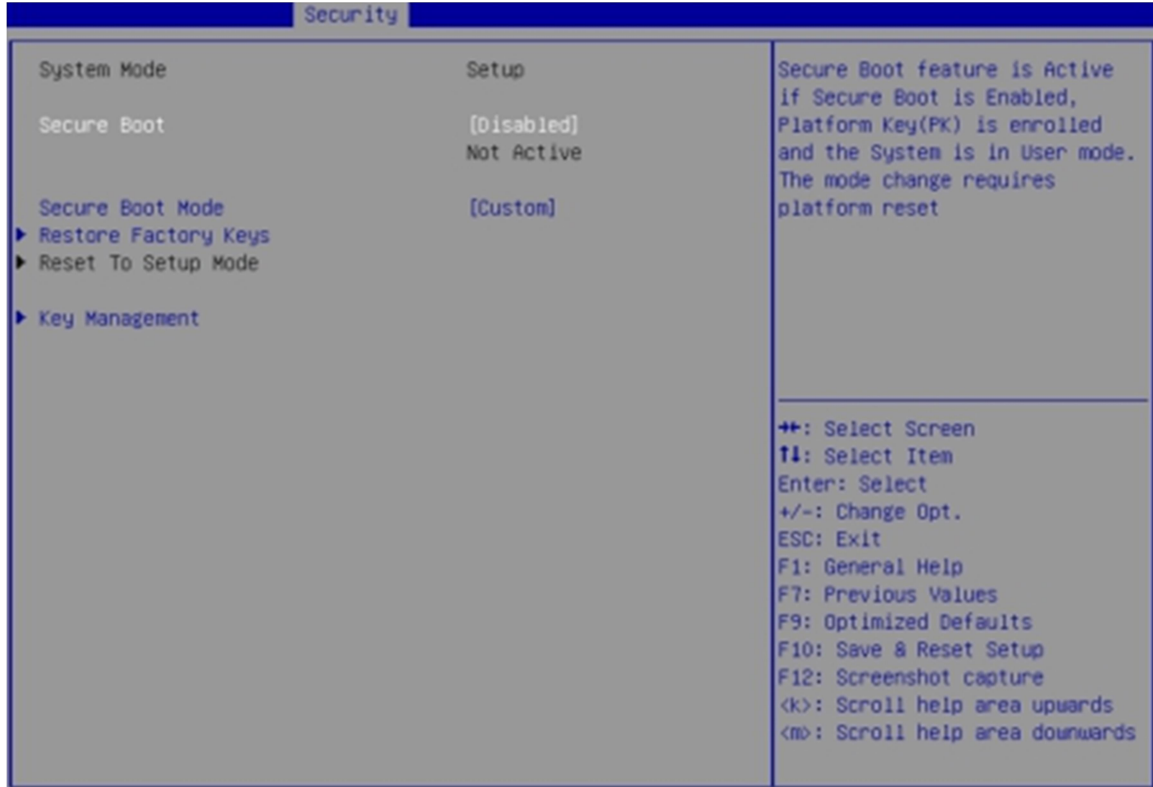 Security
System Mode Setup
Secure Boot [Disabled]
Not Active
Secure Boot Mode [Custom]
Restore Factory Keys
Reset To Setup Mode
Key Management
Secure Boot feature is Active
if Secure Boot is Enabled,
Platform Key(PK) is enrolled
and the System is in User mode.
The mode change requires
platform reset
→←: Select Screen
↑↓: Select Item
Enter: Select
+/-: Change Opt.
ESC: Exit
F1: General Help
F7: Previous Values
F9: Optimized Defaults
F10: Save & Reset Setup
F12: Screenshot capture
<k>: Scroll help area upwards
<m>: Scroll help area downwards